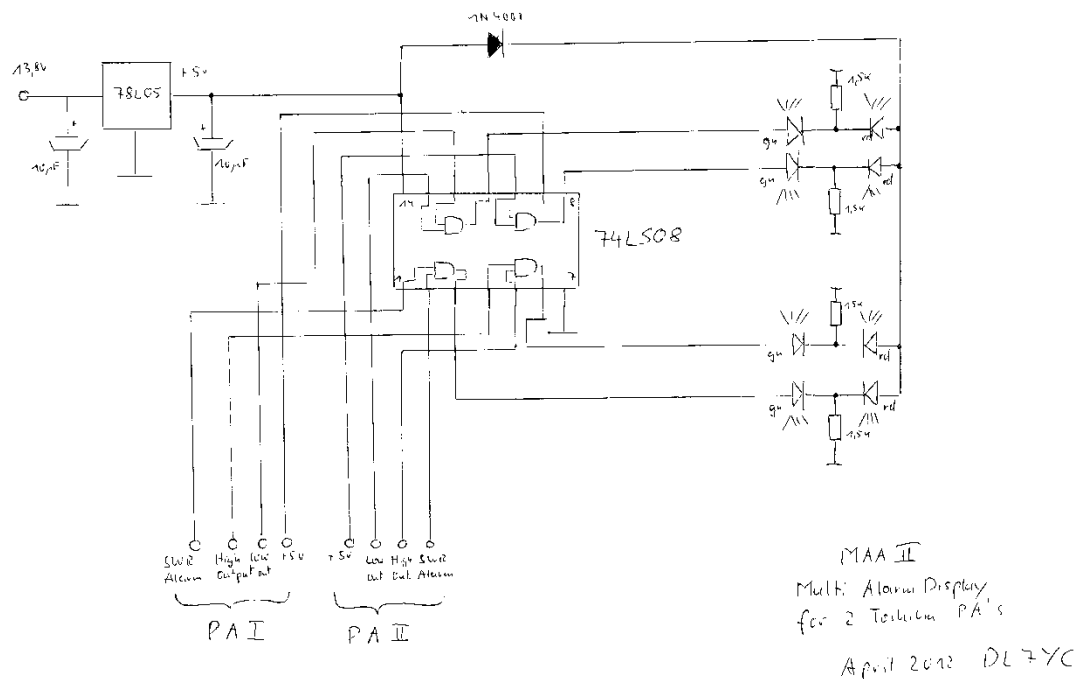 1N4001
13,8V
78L05
+5v
10µF
10µF
1,5k
gn
rd
gn
rd
1,5k
14
8
74LS08
1
7
1,5k
gn
rd
gn
rd
1,5k
SWR Alarm
High Output
Low out
+5V
+5V
Low out
High out
SWR Alarm
PA I
PA II
MAA II
Multi Alarm Display
for 2 Toshiba PA's
April 2012 DL7YC